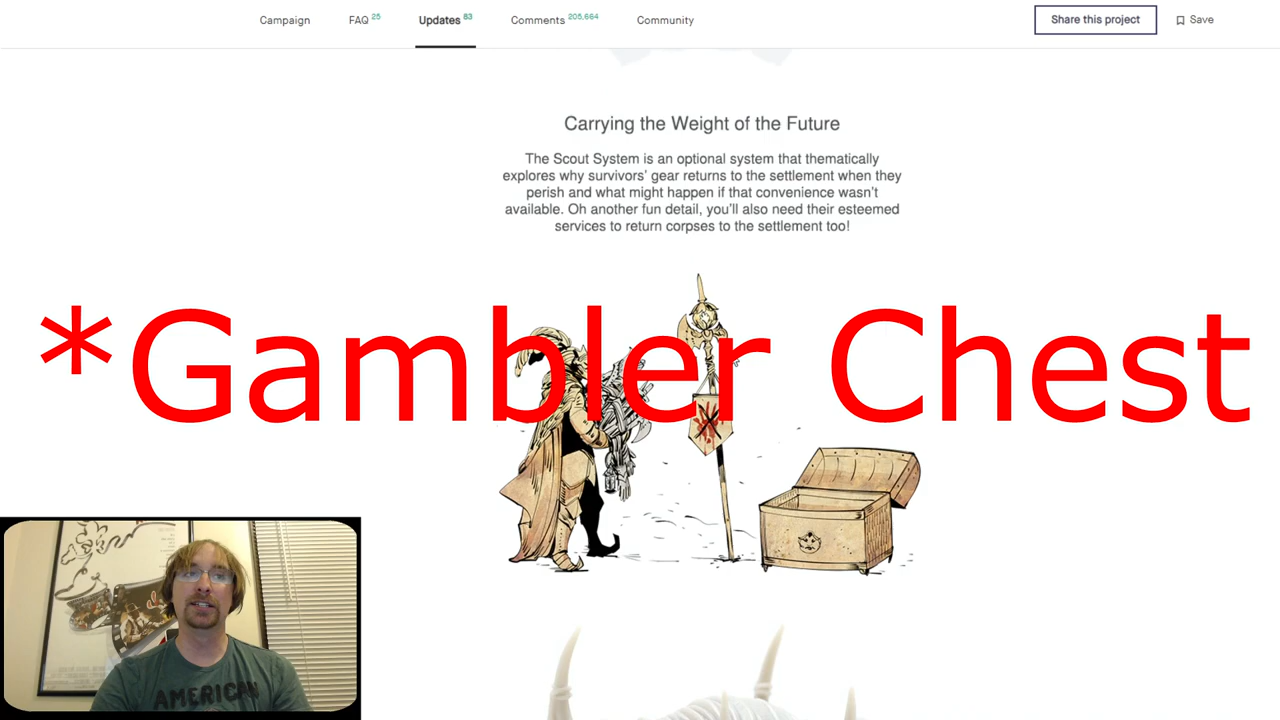 Campaign FAQ 25 Updates 83 Comments 205,664 Community Share this project Save
Carrying the Weight of the Future
The Scout System is an optional system that thematically
explores why survivors' gear returns to the settlement when they
perish and what might happen if that convenience wasn't
available. Oh another fun detail, you'll also need their esteemed
services to return corpses to the settlement too!
*Gambler Chest
AMERICAN